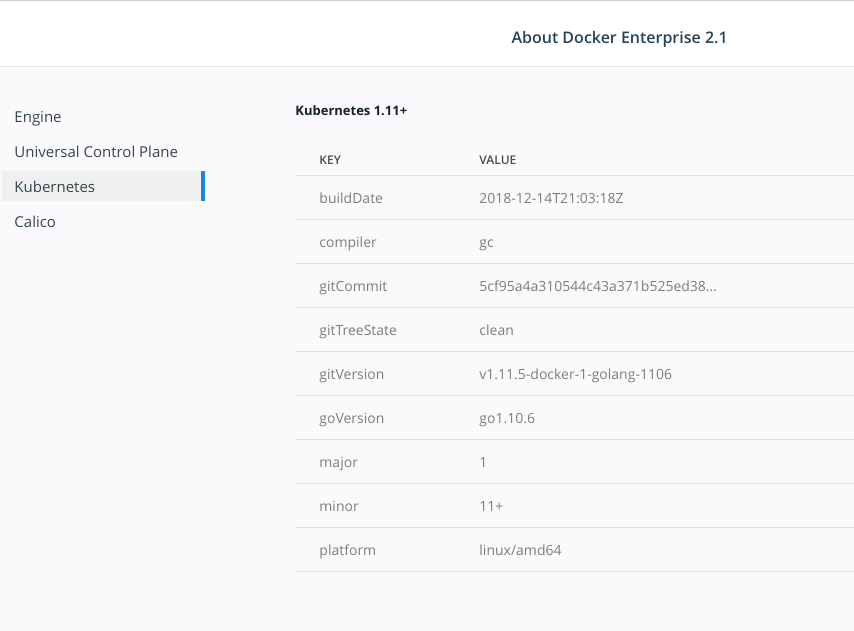 About Docker Enterprise 2.1
Engine
Universal Control Plane
Kubernetes
Calico
Kubernetes 1.11+
KEY VALUE
buildDate 2018-12-14T21:03:18Z
compiler gc
gitCommit 5cf95a4a310544c43a371b525ed38...
gitTreeState clean
gitVersion v1.11.5-docker-1-golang-1106
goVersion go1.10.6
major 1
minor 11+
platform linux/amd64